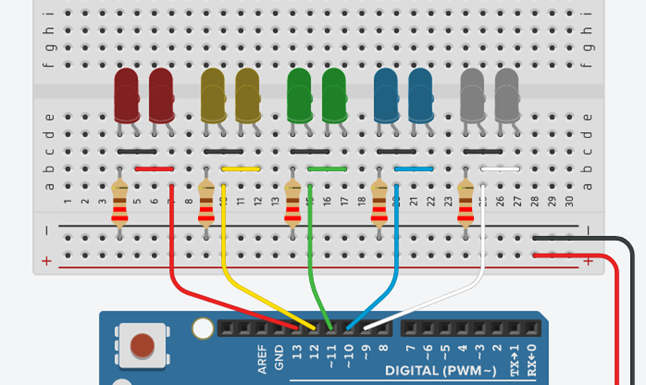 i i
h h
g g
f f
e e
d d
c c
b b
a a
1 2 3 4 5 6 7 8 9 10 11 12 13 14 15 16 17 18 19 20 21 22 23 24 25 26 27 28 29 30
− −
+ +
AREF GND 13 12 ~11 ~10 ~9 8 7 ~6 ~5 4 ~3 2 TX→1 RX←0
DIGITAL (PWM~)